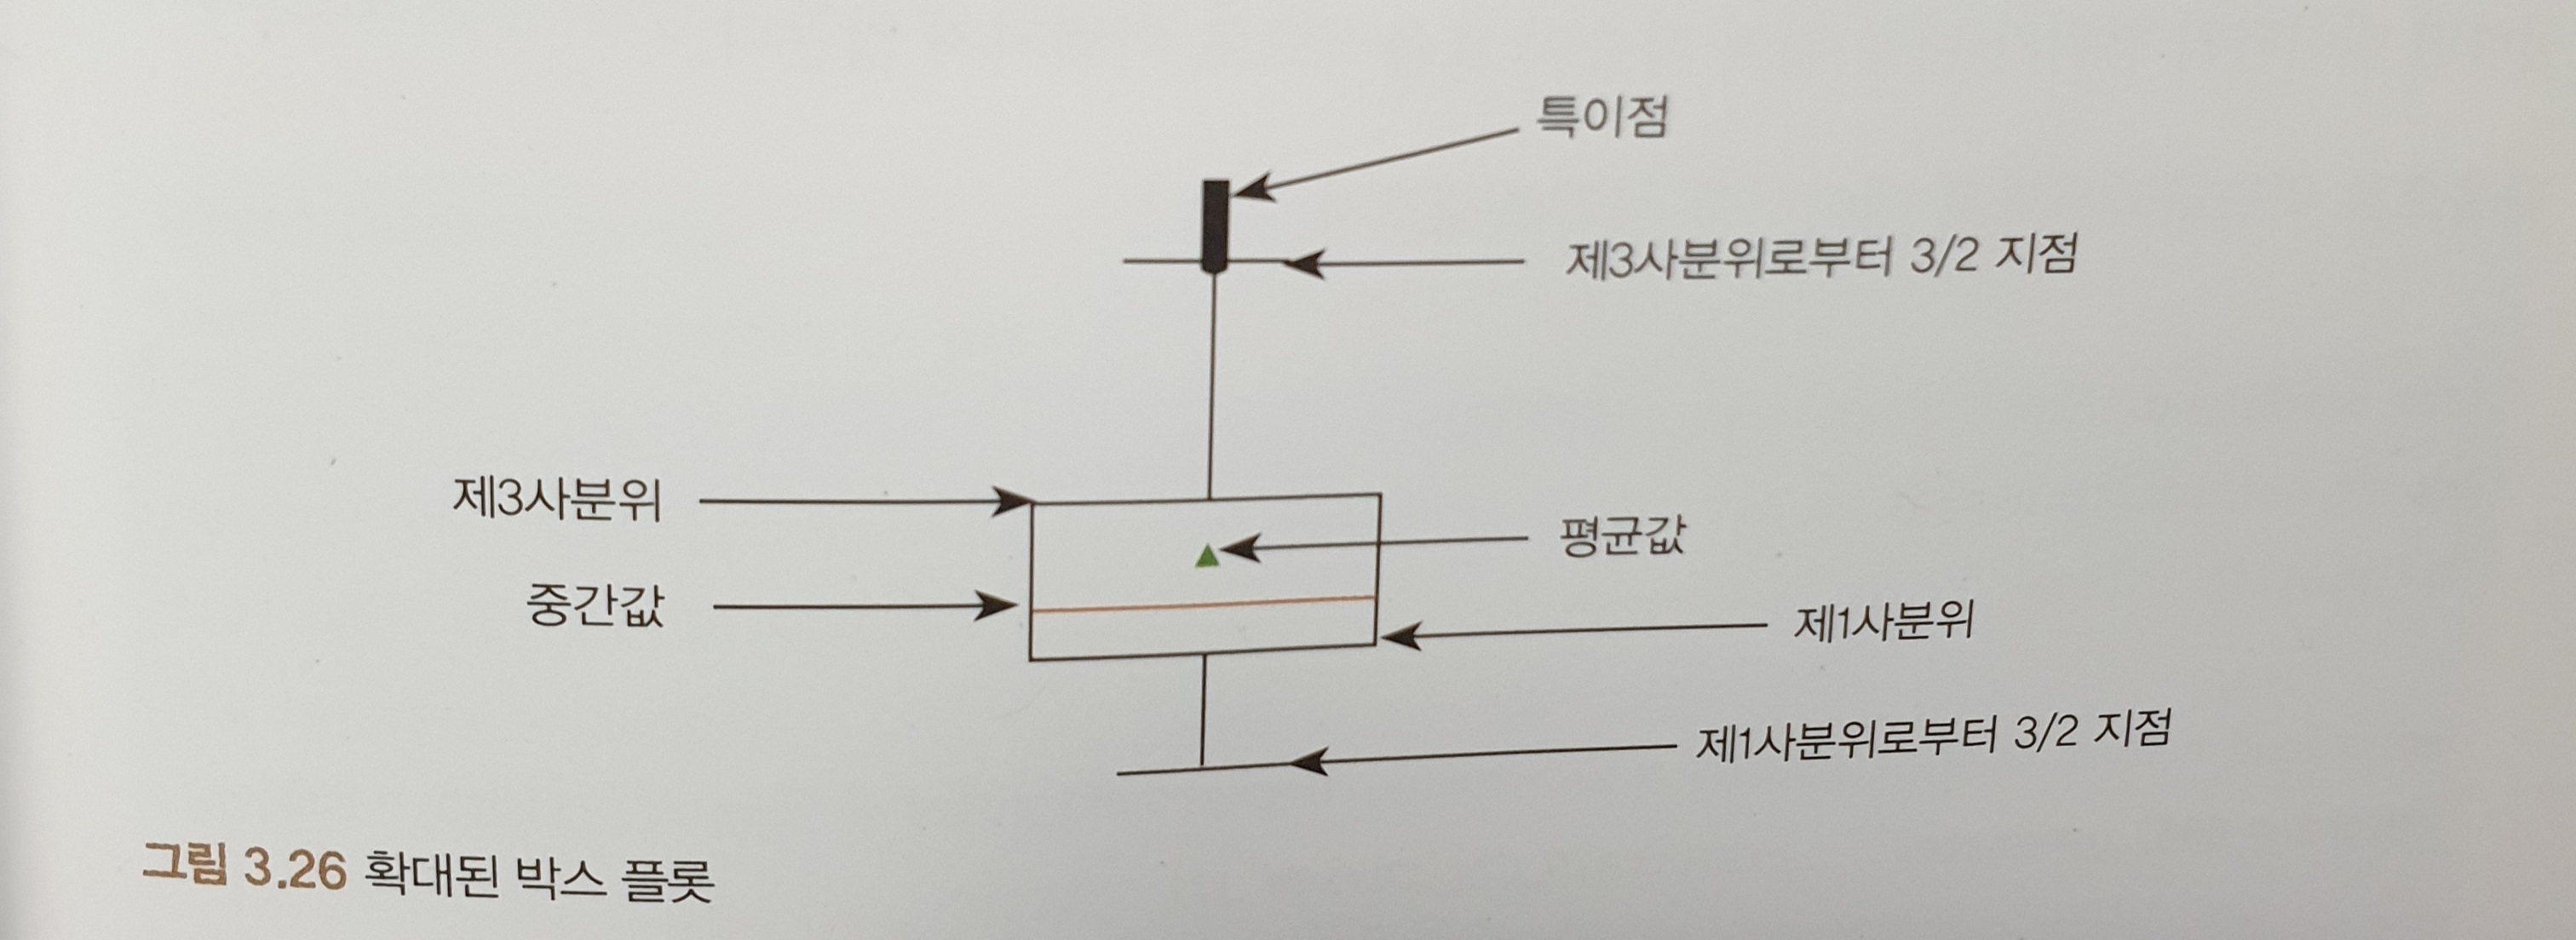 특이점
제3사분위로부터 3/2 지점
제3사분위
평균값
중간값
제1사분위
제1사분위로부터 3/2 지점
그림 3.26 확대된 박스 플롯